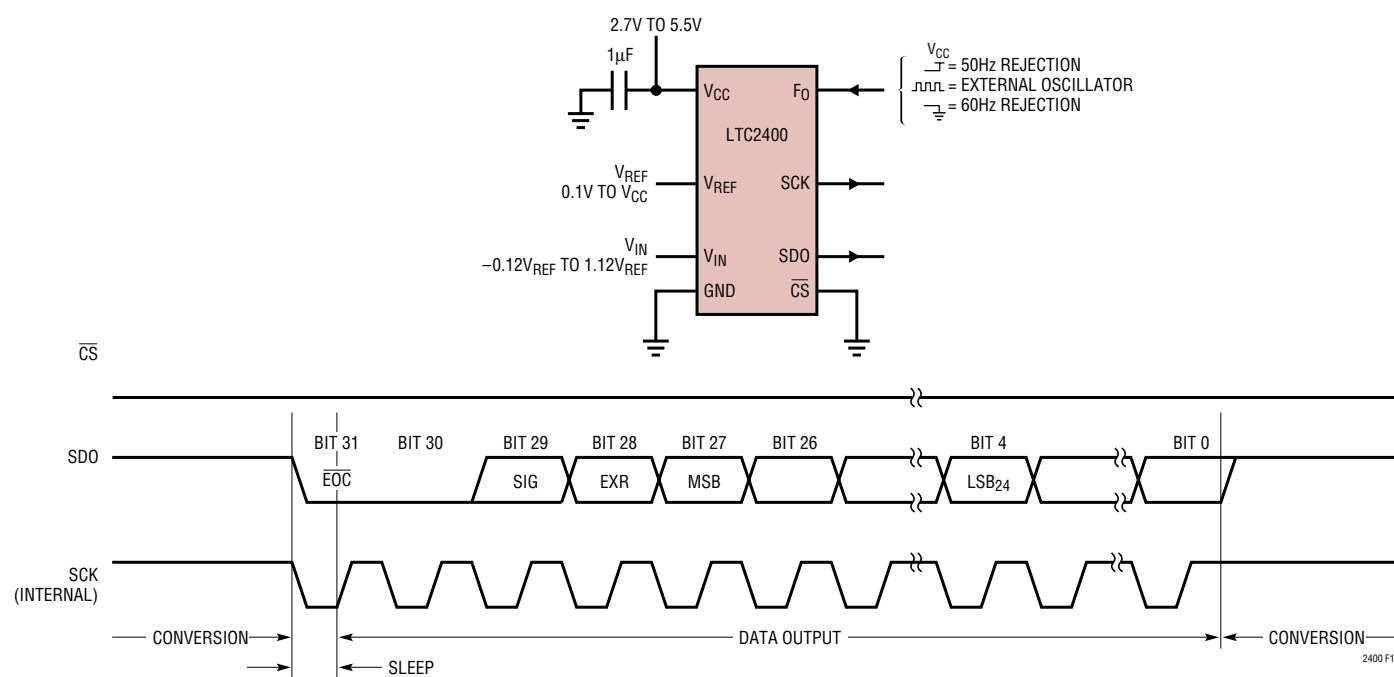 2.7V TO 5.5V
1µF
VCC
FO
LTC2400
VREF
0.1V TO VCC
VREF
SCK
VIN
−0.12VREF TO 1.12VREF
VIN
SDO
GND
CS
VCC
= 50Hz REJECTION
= EXTERNAL OSCILLATOR
= 60Hz REJECTION
CS
BIT 31 BIT 30 BIT 29 BIT 28 BIT 27 BIT 26 BIT 4 BIT 0
SDO
EOC SIG EXR MSB LSB24
SCK
(INTERNAL)
CONVERSION DATA OUTPUT CONVERSION
SLEEP
2400 F1